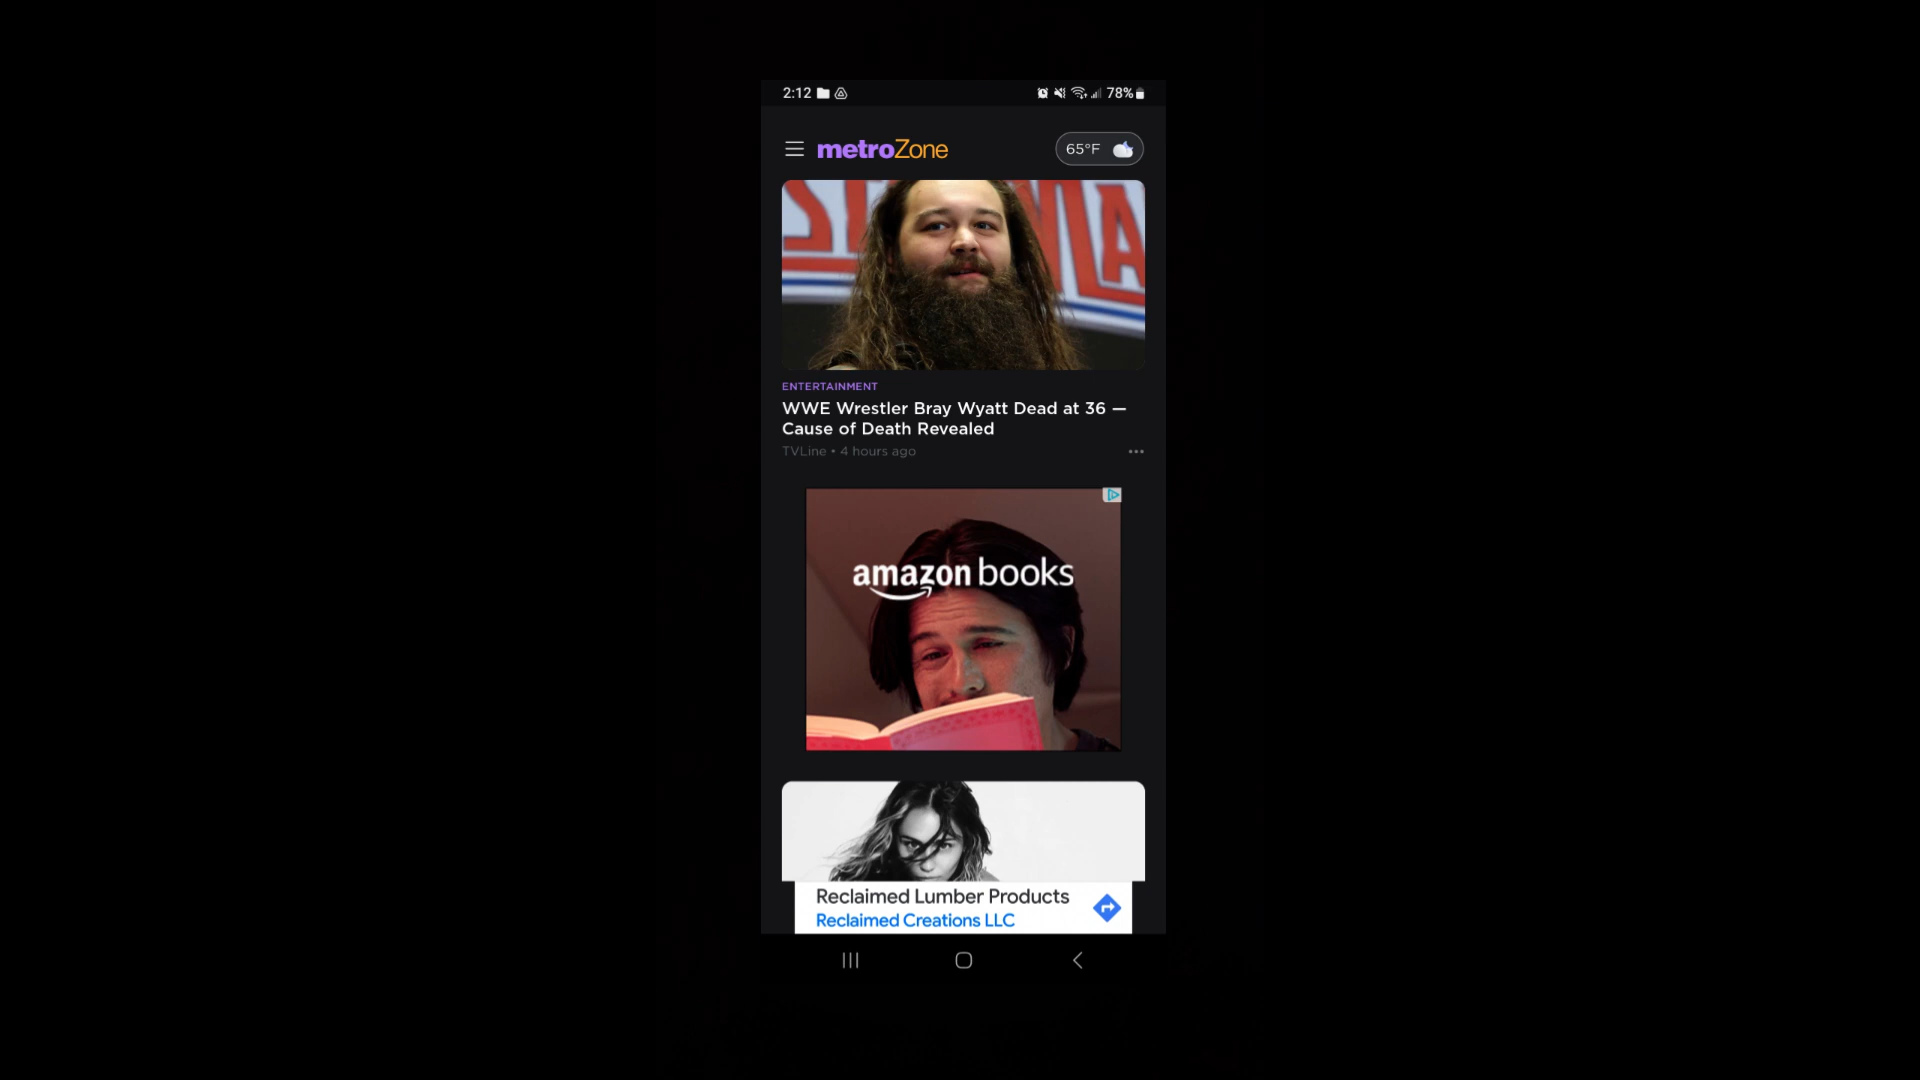 2:12 78%
metroZone 65°F
ENTERTAINMENT
WWE Wrestler Bray Wyatt Dead at 36 —
Cause of Death Revealed
TVLine • 4 hours ago
amazon books
Reclaimed Lumber Products
Reclaimed Creations LLC